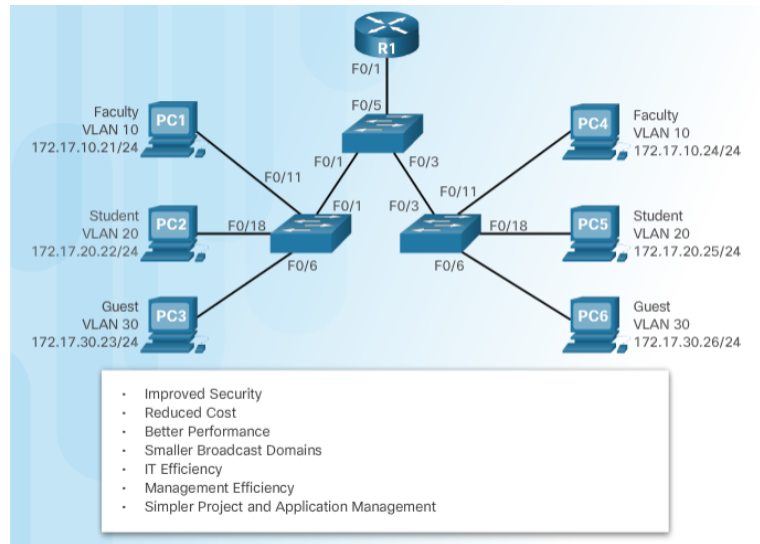 R1
F0/1
F0/5
Faculty
VLAN 10
172.17.10.21/24
PC1
PC4
Faculty
VLAN 10
172.17.10.24/24
F0/1
F0/3
F0/11
F0/11
F0/1
F0/3
Student
VLAN 20
172.17.20.22/24
PC2
F0/18
F0/18
PC5
Student
VLAN 20
172.17.20.25/24
F0/6
F0/6
Guest
VLAN 30
172.17.30.23/24
PC3
PC6
Guest
VLAN 30
172.17.30.26/24
· Improved Security
· Reduced Cost
· Better Performance
· Smaller Broadcast Domains
· IT Efficiency
· Management Efficiency
· Simpler Project and Application Management